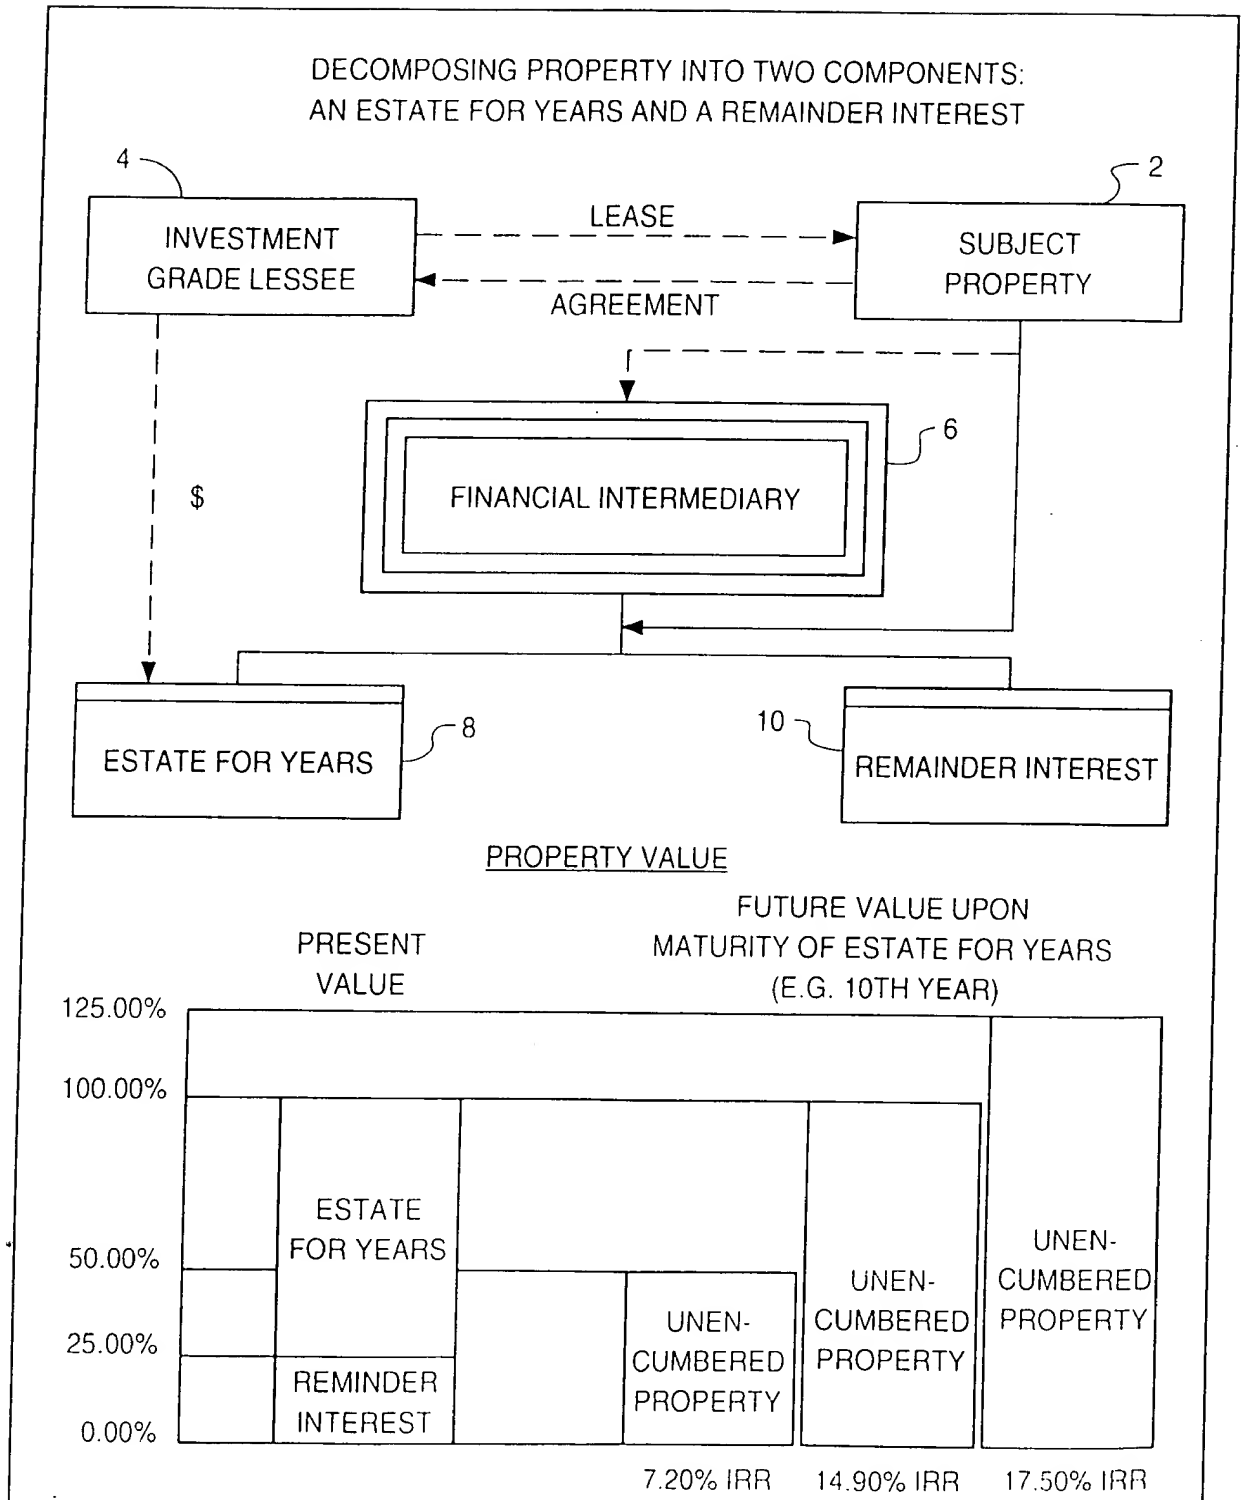 DECOMPOSING PROPERTY INTO TWO COMPONENTS:
AN ESTATE FOR YEARS AND A REMAINDER INTEREST
4
2
INVESTMENT
GRADE LESSEE
LEASE
AGREEMENT
SUBJECT
PROPERTY
6
$
FINANCIAL INTERMEDIARY
8
10
ESTATE FOR YEARS
REMAINDER INTEREST
PROPERTY VALUE
PRESENT
VALUE
FUTURE VALUE UPON
MATURITY OF ESTATE FOR YEARS
(E.G. 10TH YEAR)
125.00%
100.00%
50.00%
25.00%
0.00%
ESTATE
FOR YEARS
REMINDER
INTEREST
UNEN-
CUMBERED
PROPERTY
UNEN-
CUMBERED
PROPERTY
UNEN-
CUMBERED
PROPERTY
7.20% IRR
14.90% IRR
17.50% IRR